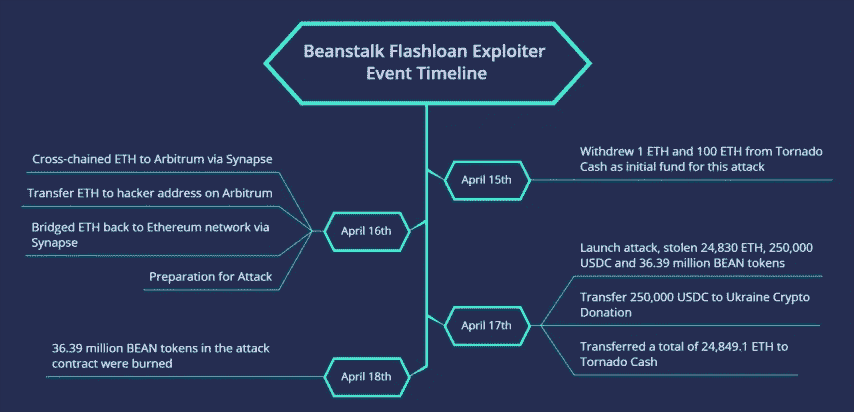 Beanstalk Flashloan Exploiter
Event Timeline
April 15th
Withdrew 1 ETH and 100 ETH from Tornado
Cash as initial fund for this attack
April 16th
Cross-chained ETH to Arbitrum via Synapse
Transfer ETH to hacker address on Arbitrum
Bridged ETH back to Ethereum network via
Synapse
Preparation for Attack
April 17th
Launch attack, stolen 24,830 ETH, 250,000
USDC and 36.39 million BEAN tokens
Transfer 250,000 USDC to Ukraine Crypto
Donation
Transferred a total of 24,849.1 ETH to
Tornado Cash
April 18th
36.39 million BEAN tokens in the attack
contract were burned